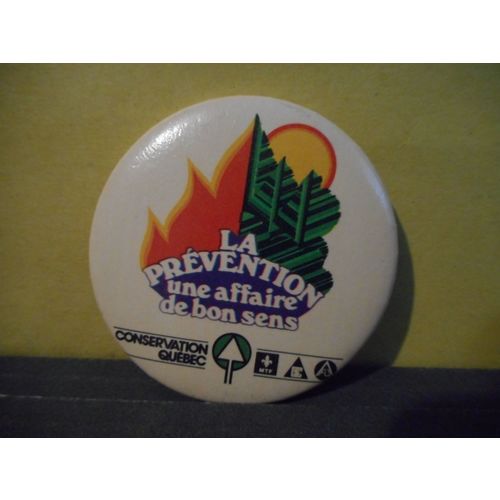 LA
PRÉVENTION
une affaire
de bon sens
CONSERVATION
QUÉBEC
MTF